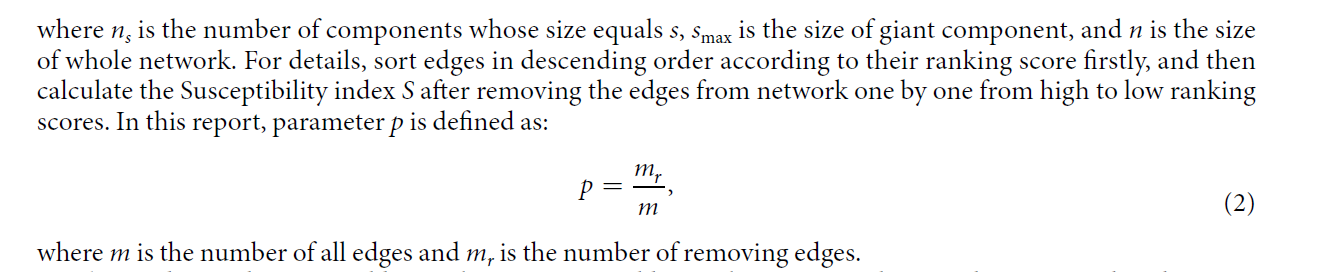 where nₛ is the number of components whose size equals s, sₘₐₓ is the size of giant component, and n is the size
of whole network. For details, sort edges in descending order according to their ranking score firstly, and then
calculate the Susceptibility index S after removing the edges from network one by one from high to low ranking
scores. In this report, parameter p is defined as:
p = mᵣ/m, (2)
where m is the number of all edges and mᵣ is the number of removing edges.